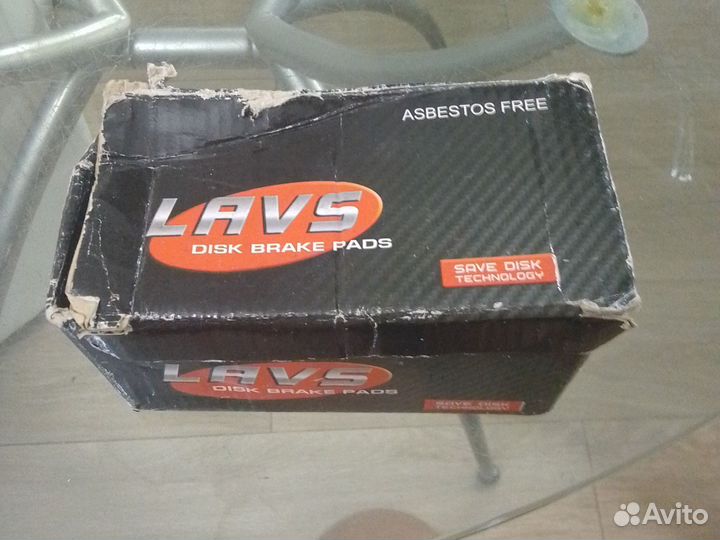 ASBESTOS FREE
LAVS
DISK BRAKE PADS
SAVE DISK
TECHNOLOGY
LAVS
DISK BRAKE PADS
SAVE DISK
TECHNOLOGY
Avito